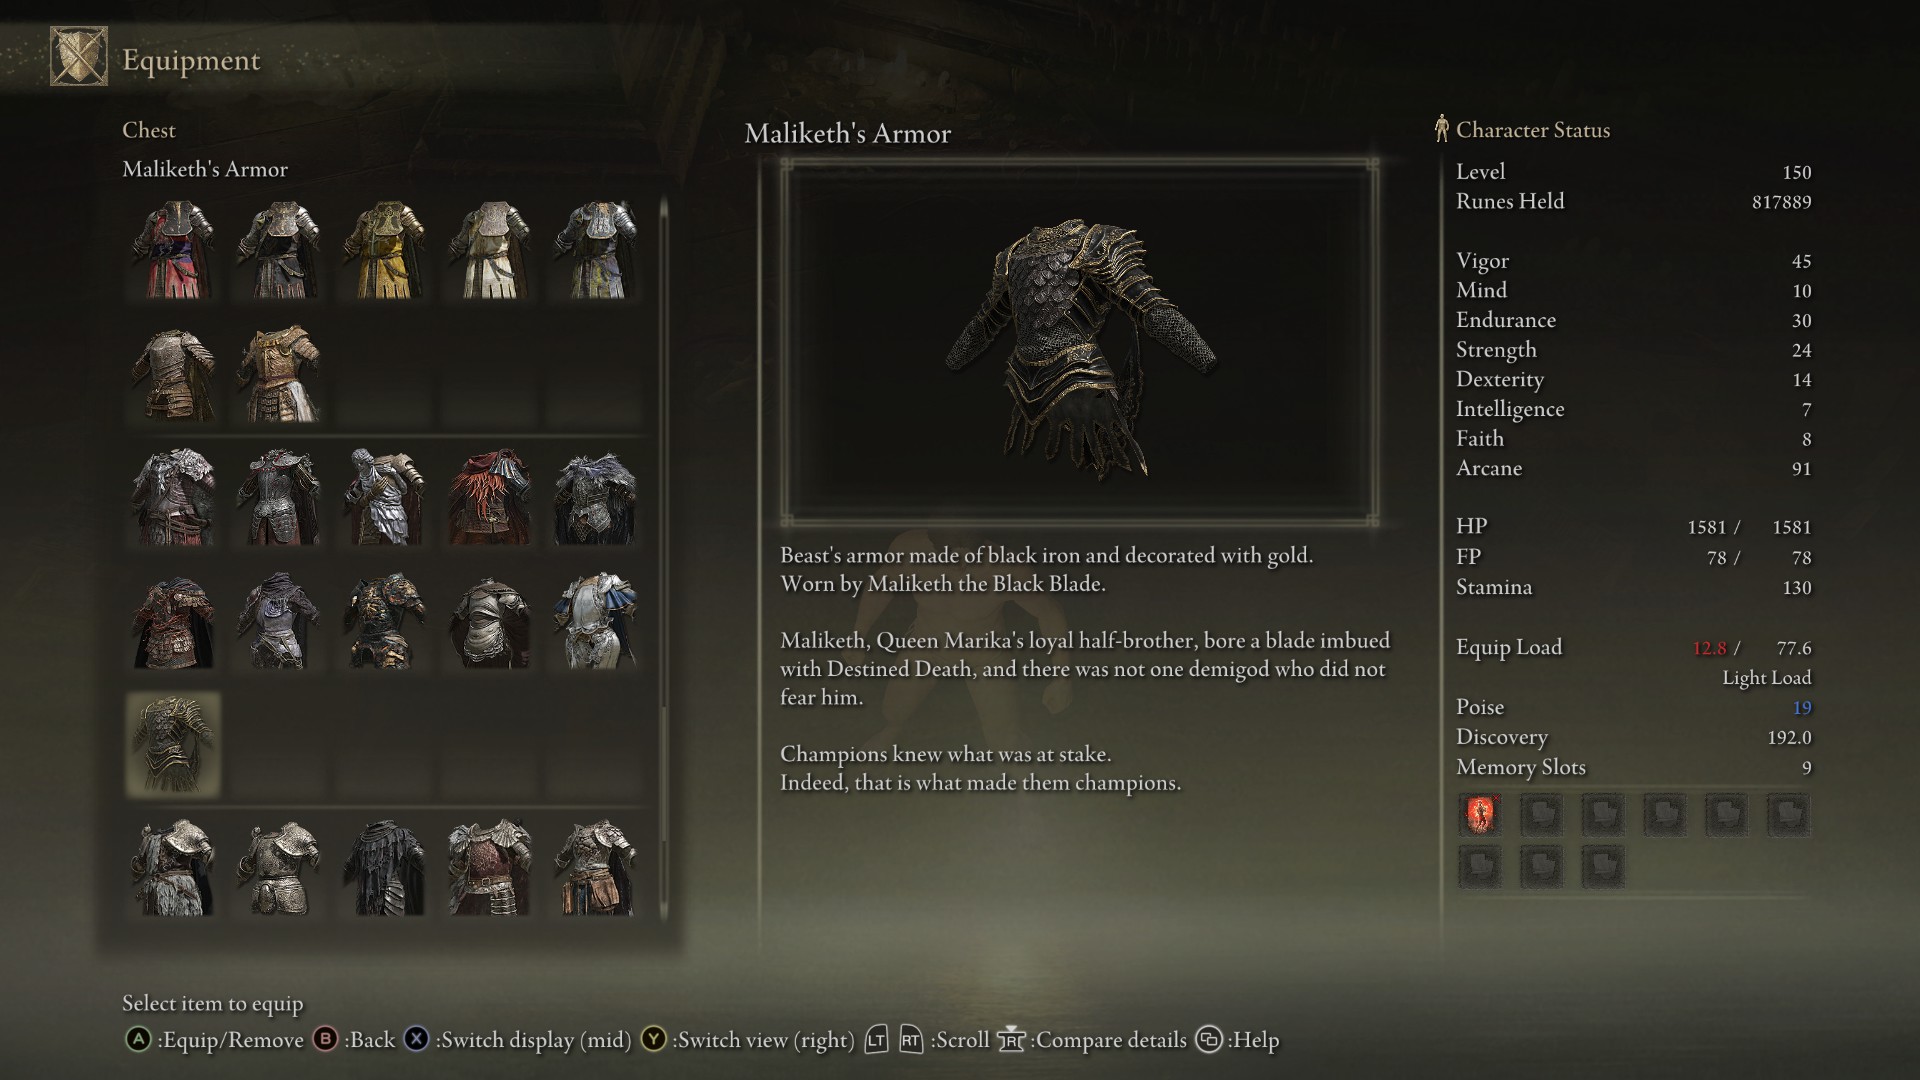 Equipment
Chest
Maliketh's Armor
Maliketh's Armor
Beast's armor made of black iron and decorated with gold.
Worn by Maliketh the Black Blade.
Maliketh, Queen Marika's loyal half-brother, bore a blade imbued
with Destined Death, and there was not one demigod who did not
fear him.
Champions knew what was at stake.
Indeed, that is what made them champions.
Character Status
Level 150
Runes Held 817889
Vigor 45
Mind 10
Endurance 30
Strength 24
Dexterity 14
Intelligence 7
Faith 8
Arcane 91
HP 1581 / 1581
FP 78 / 78
Stamina 130
Equip Load 12.8 / 77.6
Light Load
Poise 19
Discovery 192.0
Memory Slots 9
Select item to equip
A :Equip/Remove B :Back X :Switch display (mid) Y :Switch view (right) LT RT :Scroll R :Compare details :Help